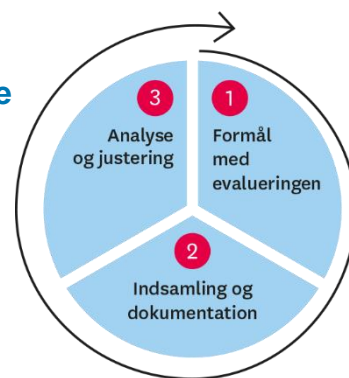 e
1
Formål
med
evalueringen
2
Indsamling og
dokumentation
3
Analyse
og justering